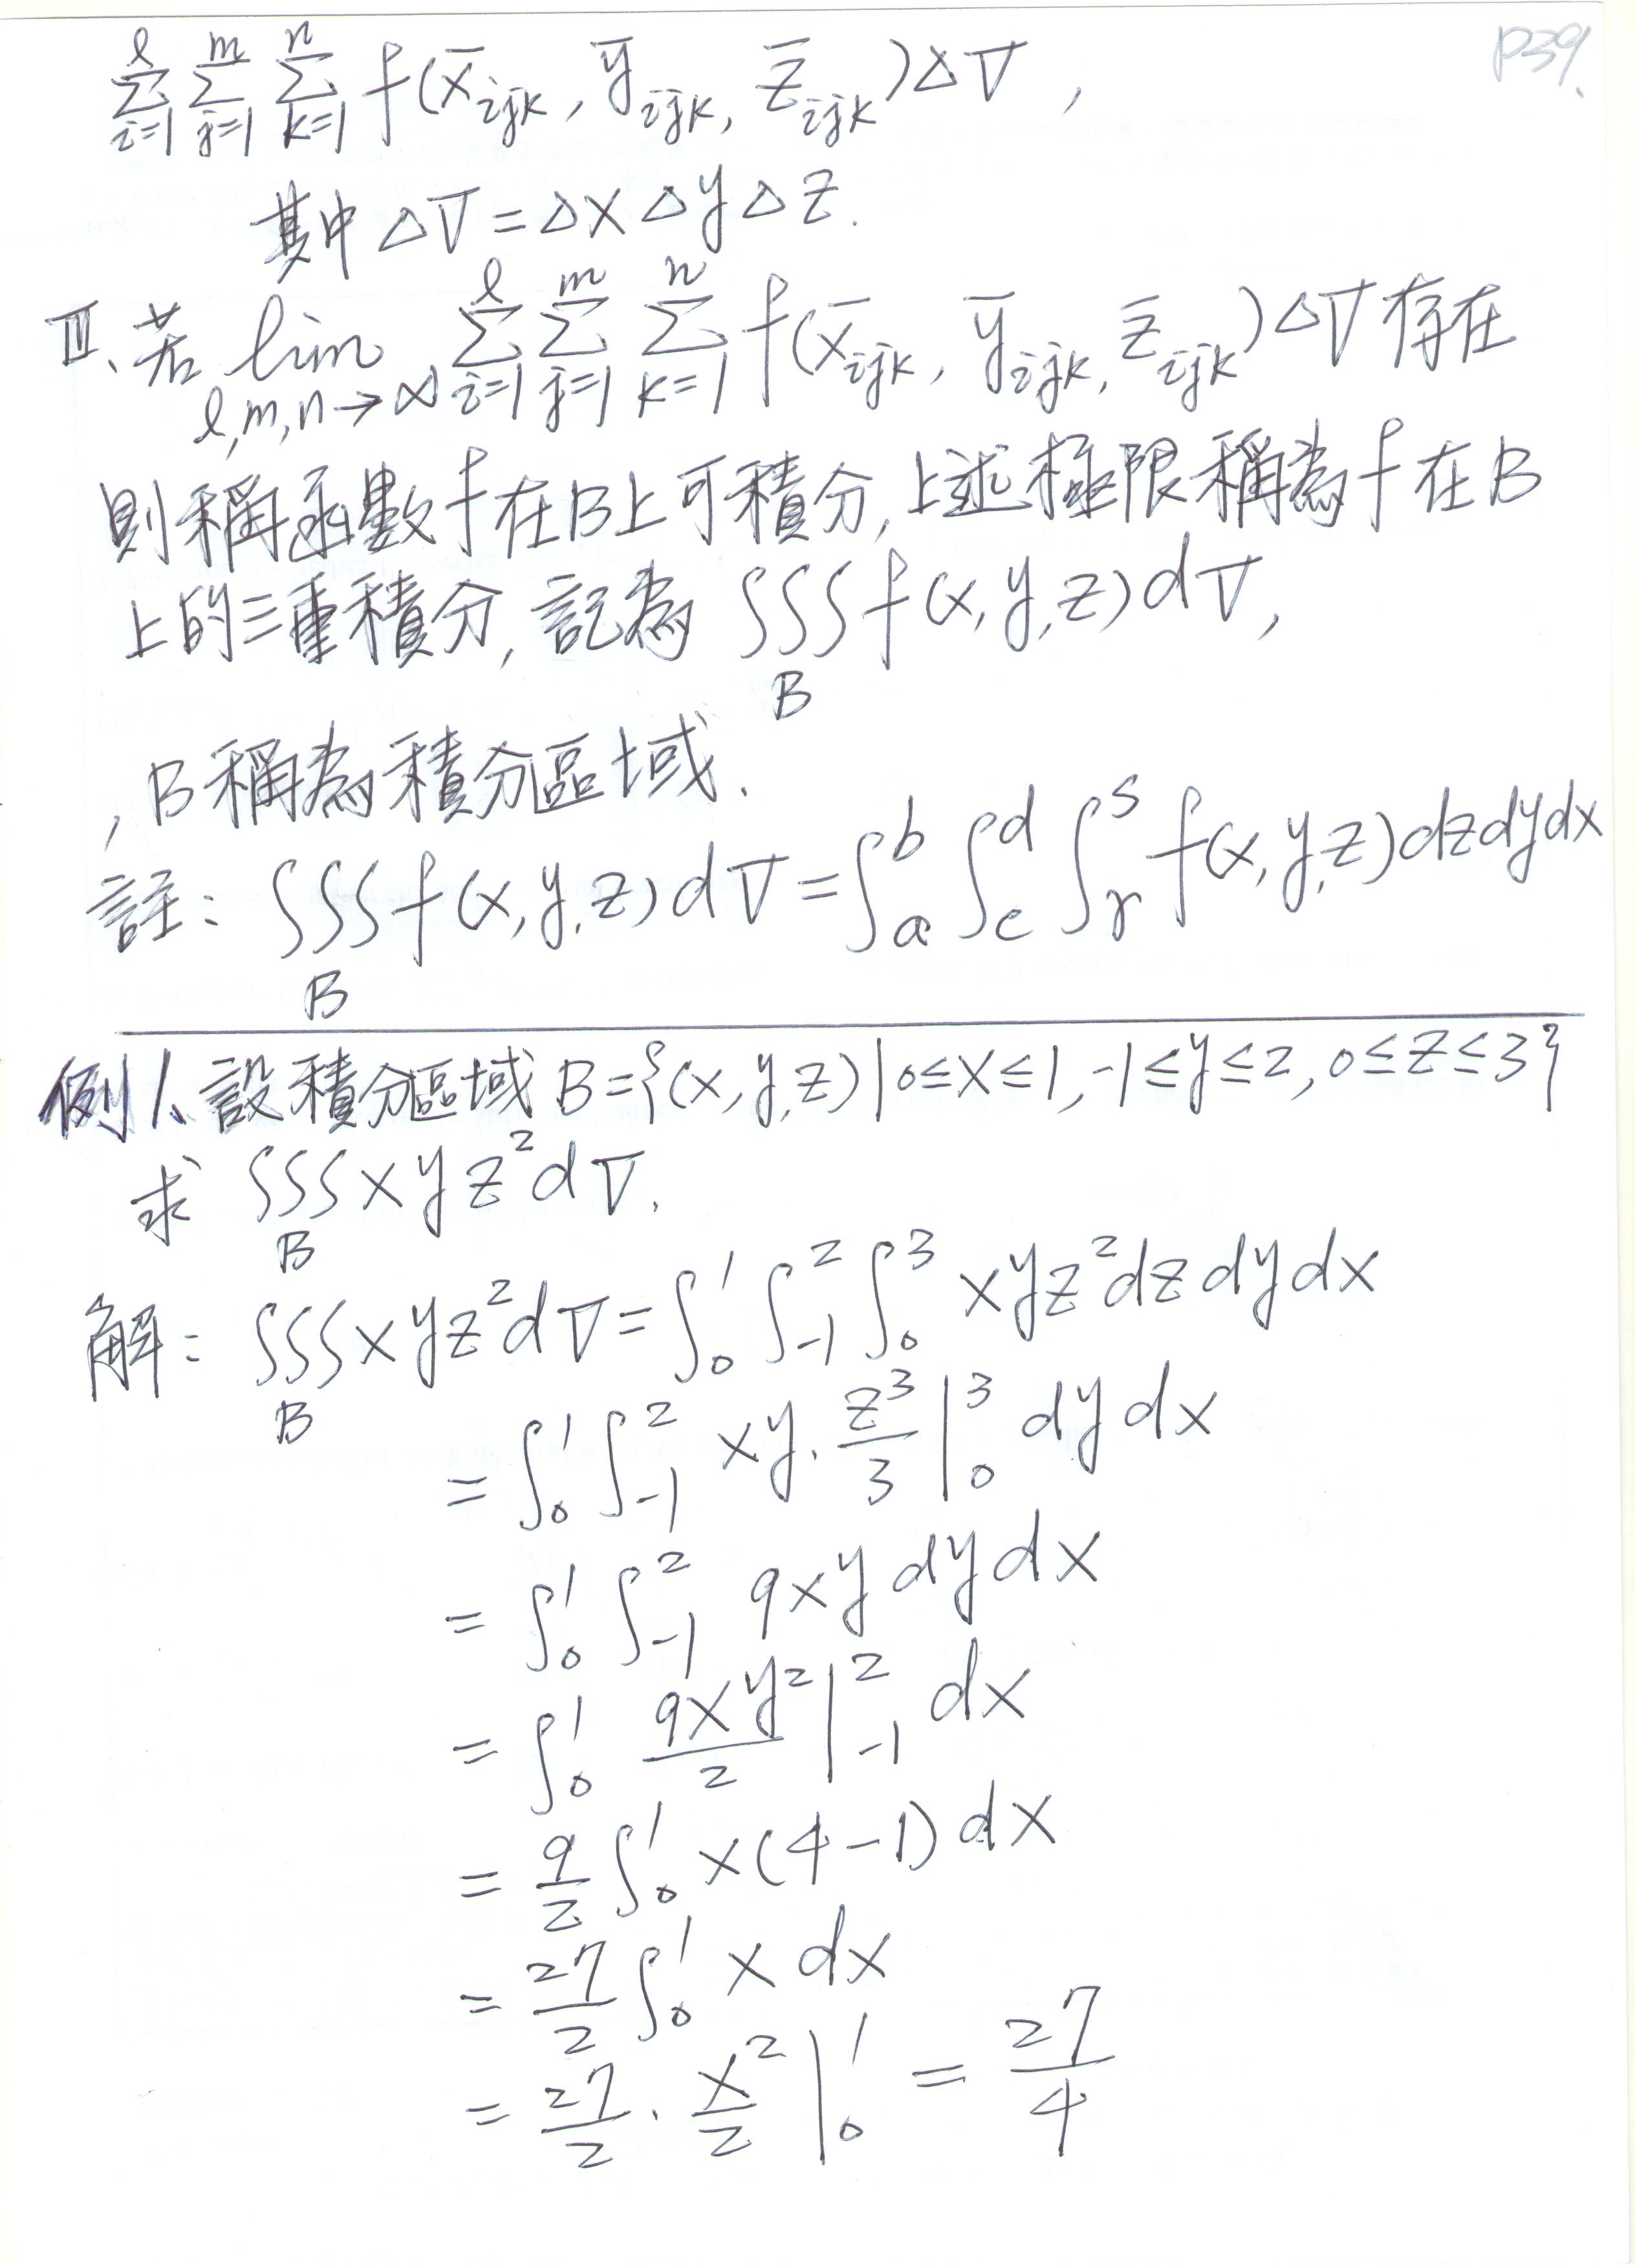 P39.
$\sum_{i=1}^{l} \sum_{j=1}^{m} \sum_{k=1}^{n} f(\bar{x}_{ijk}, \bar{y}_{ijk}, \bar{z}_{ijk}) \Delta V$ ,
其中 $\Delta V = \Delta x \Delta y \Delta z$.
Ⅲ、若 $\lim_{l,m,n \to \infty} \sum_{i=1}^{l} \sum_{j=1}^{m} \sum_{k=1}^{n} f(\bar{x}_{ijk}, \bar{y}_{ijk}, \bar{z}_{ijk}) \Delta V$ 存在
則稱函數 f 在B上可積分, 上述極限稱為 f 在 B
上的三重積分, 記為 $\iiint_B f(x,y,z) dV$,
, B稱為積分區域.
註: $\iiint_B f(x,y,z) dV = \int_a^b \int_c^d \int_r^s f(x,y,z) dz dy dx$
例1、設積分區域 $B = \{(x,y,z) | 0 \le x \le 1, -1 \le y \le 2, 0 \le z \le 3\}$
求 $\iiint_B xyz^2 dV$.
解: $\iiint_B xyz^2 dV = \int_0^1 \int_{-1}^2 \int_0^3 xyz^2 dz dy dx$
$= \int_0^1 \int_{-1}^2 xy \cdot \frac{z^3}{3} |_0^3 dy dx$
$= \int_0^1 \int_{-1}^2 9xy dy dx$
$= \int_0^1 \frac{9xy^2}{2} |_{-1}^2 dx$
$= \frac{9}{2} \int_0^1 x(4-1) dx$
$= \frac{27}{2} \int_0^1 x dx$
$= \frac{27}{2} \cdot \frac{x^2}{2} |_0^1 = \frac{27}{4}$